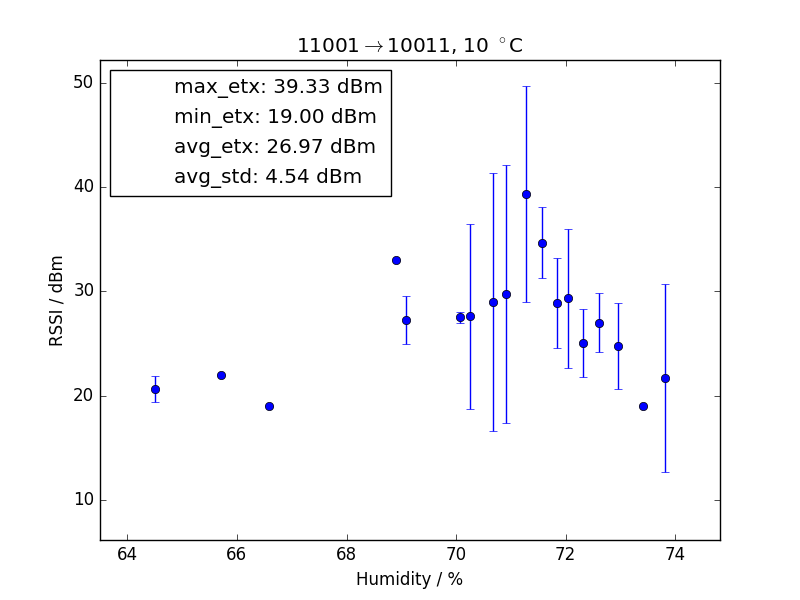 11001→10011, 10 °C
max_etx: 39.33 dBm
min_etx: 19.00 dBm
avg_etx: 26.97 dBm
avg_std: 4.54 dBm
50
40
30
20
10
RSSI / dBm
64 66 68 70 72 74
Humidity / %